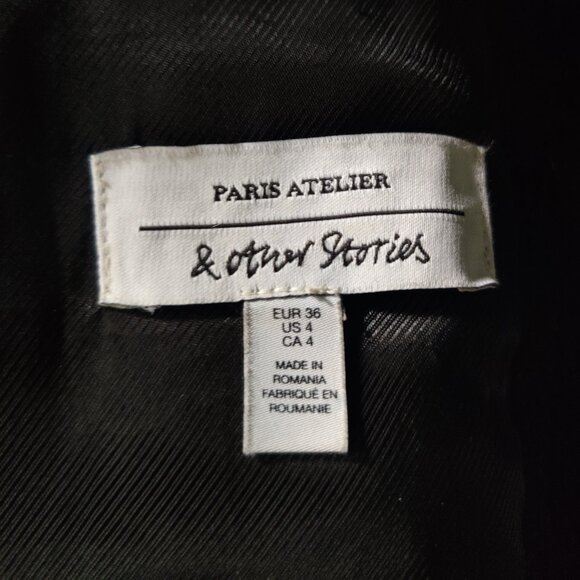 PARIS ATELIER
& other Stories
EUR 36
US 4
CA 4
MADE IN
ROMANIA
FABRIQUÉ EN
ROUMANIE